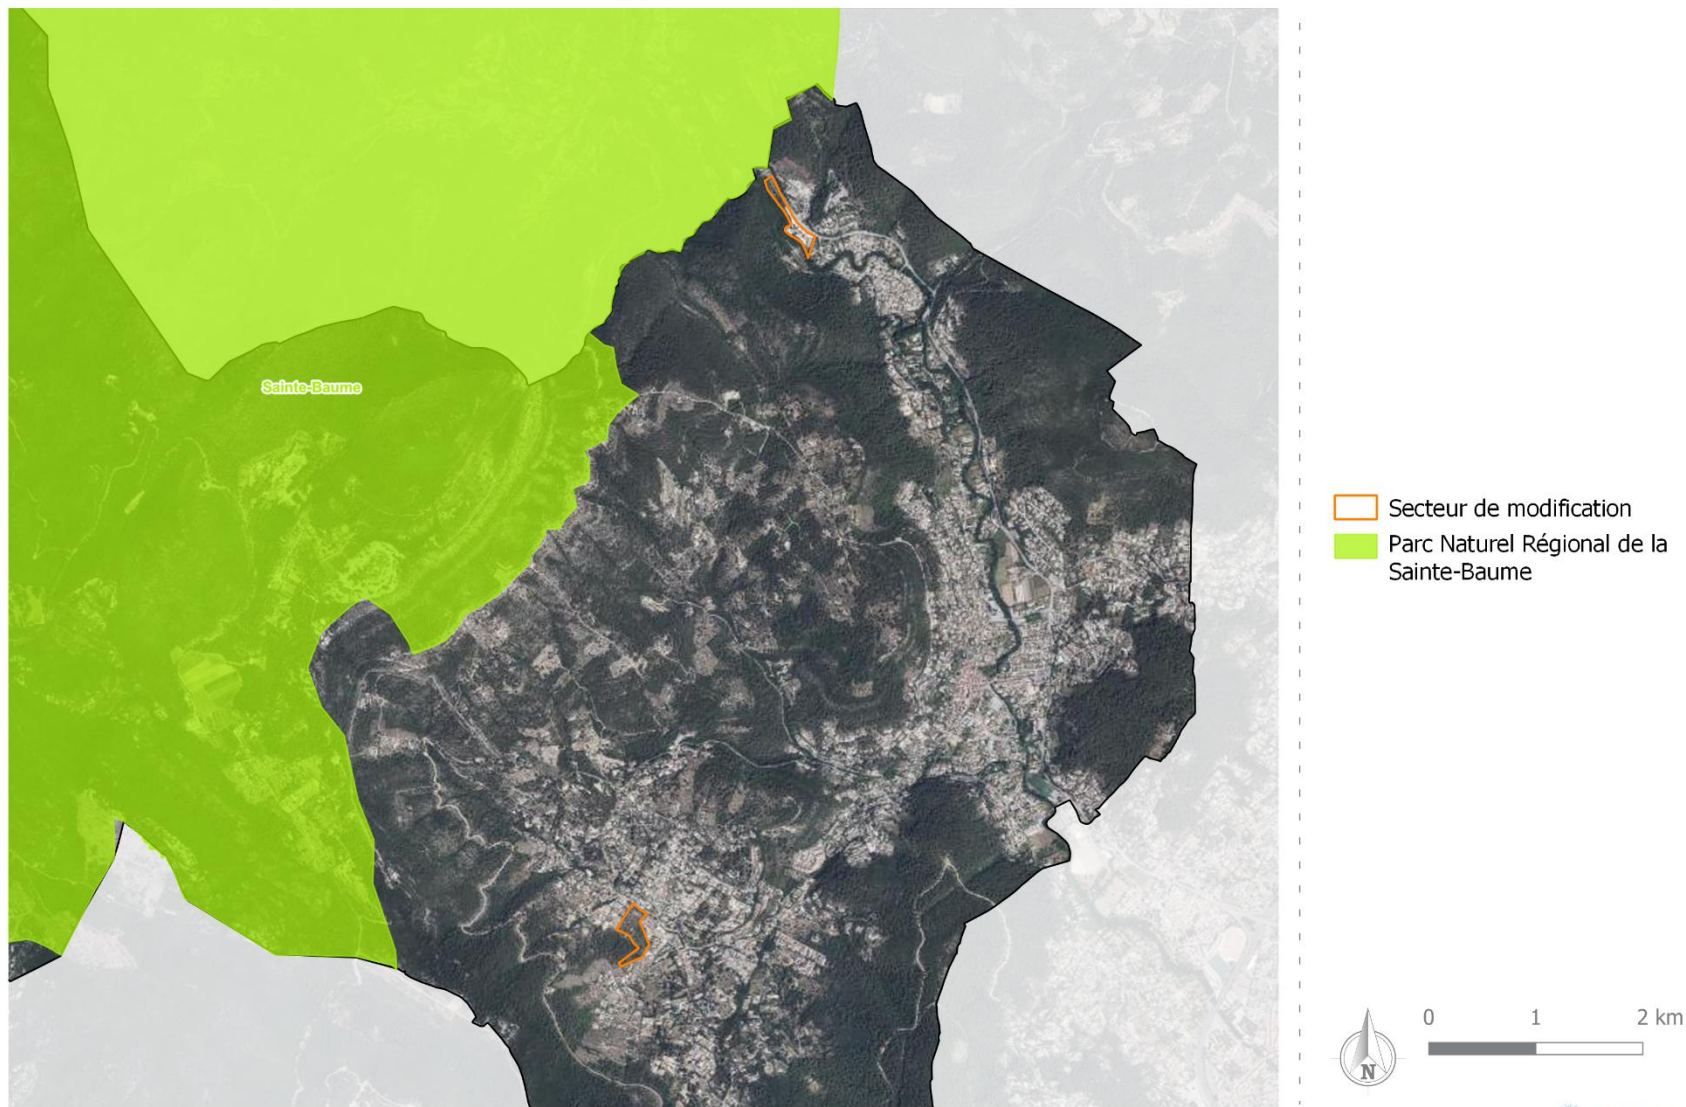 Sainte-Baume
Secteur de modification
Parc Naturel Régional de la
Sainte-Baume
0 1 2 km
N